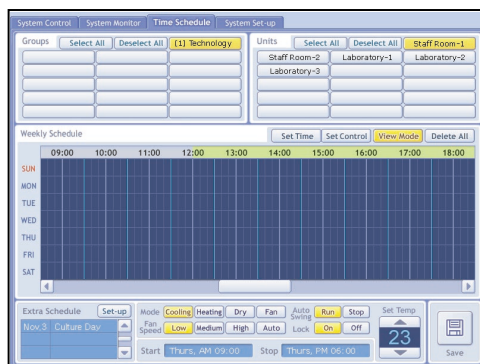 System Control System Monitor Time Schedule System Set-up
Groups Select All Deselect All [1] Technology
Units Select All Deselect All Staff Room-1
Staff Room-2 Laboratory-1 Laboratory-2
Laboratory-3
Weekly Schedule Set Time Set Control View Mode Delete All
09:00 10:00 11:00 12:00 13:00 14:00 15:00 16:00 17:00 18:00
SUN
MON
TUE
WED
THU
FRI
SAT
Extra Schedule Set-up
Nov.3 Culture Day
Mode Cooling Heating Dry Fan
Auto Swing Run Stop
Fan Speed Low Medium High Auto
Lock On Off
Start Thurs, AM 09:00 Stop Thurs, PM 06:00
Set Temp
23
Save